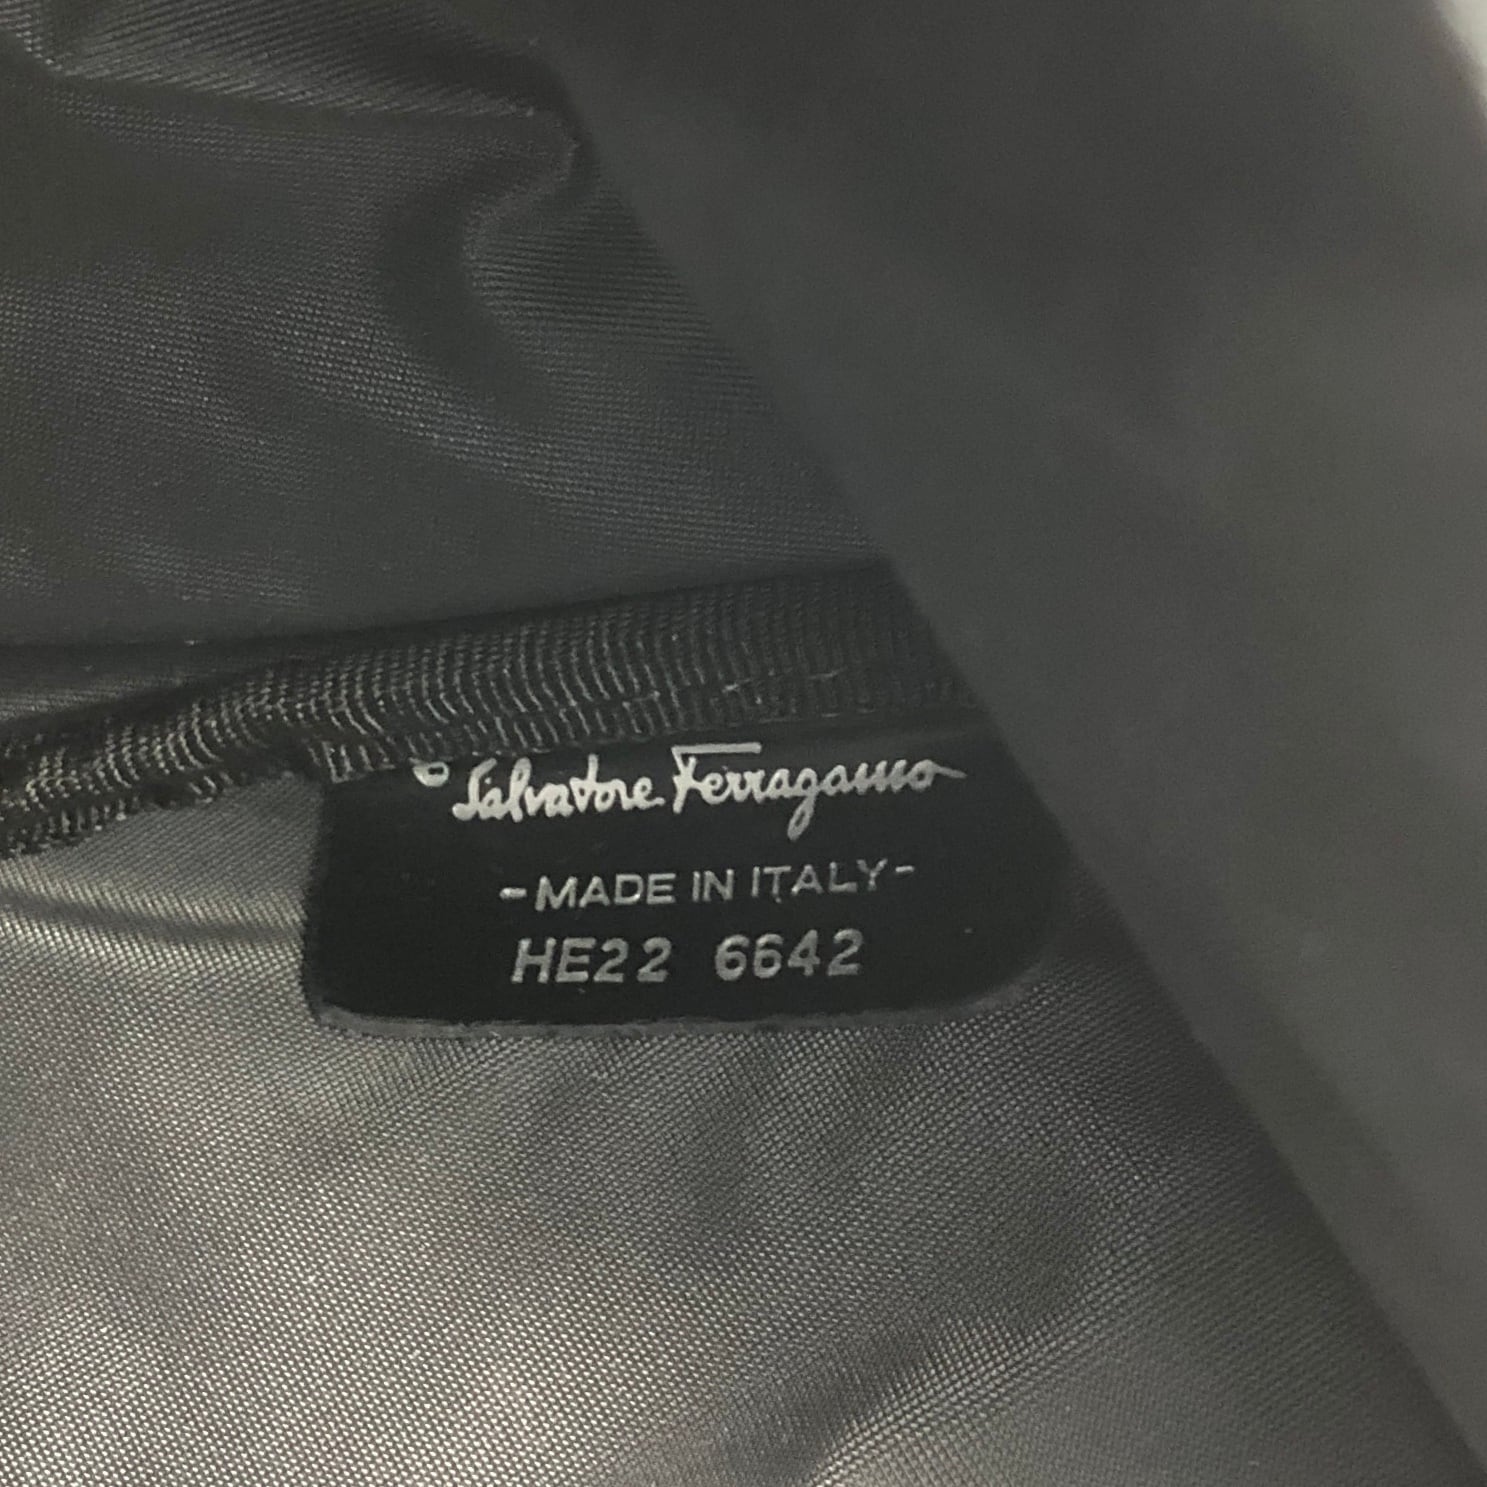 Salvatore Ferragamo
-MADE IN ITALY-
HE22 6642